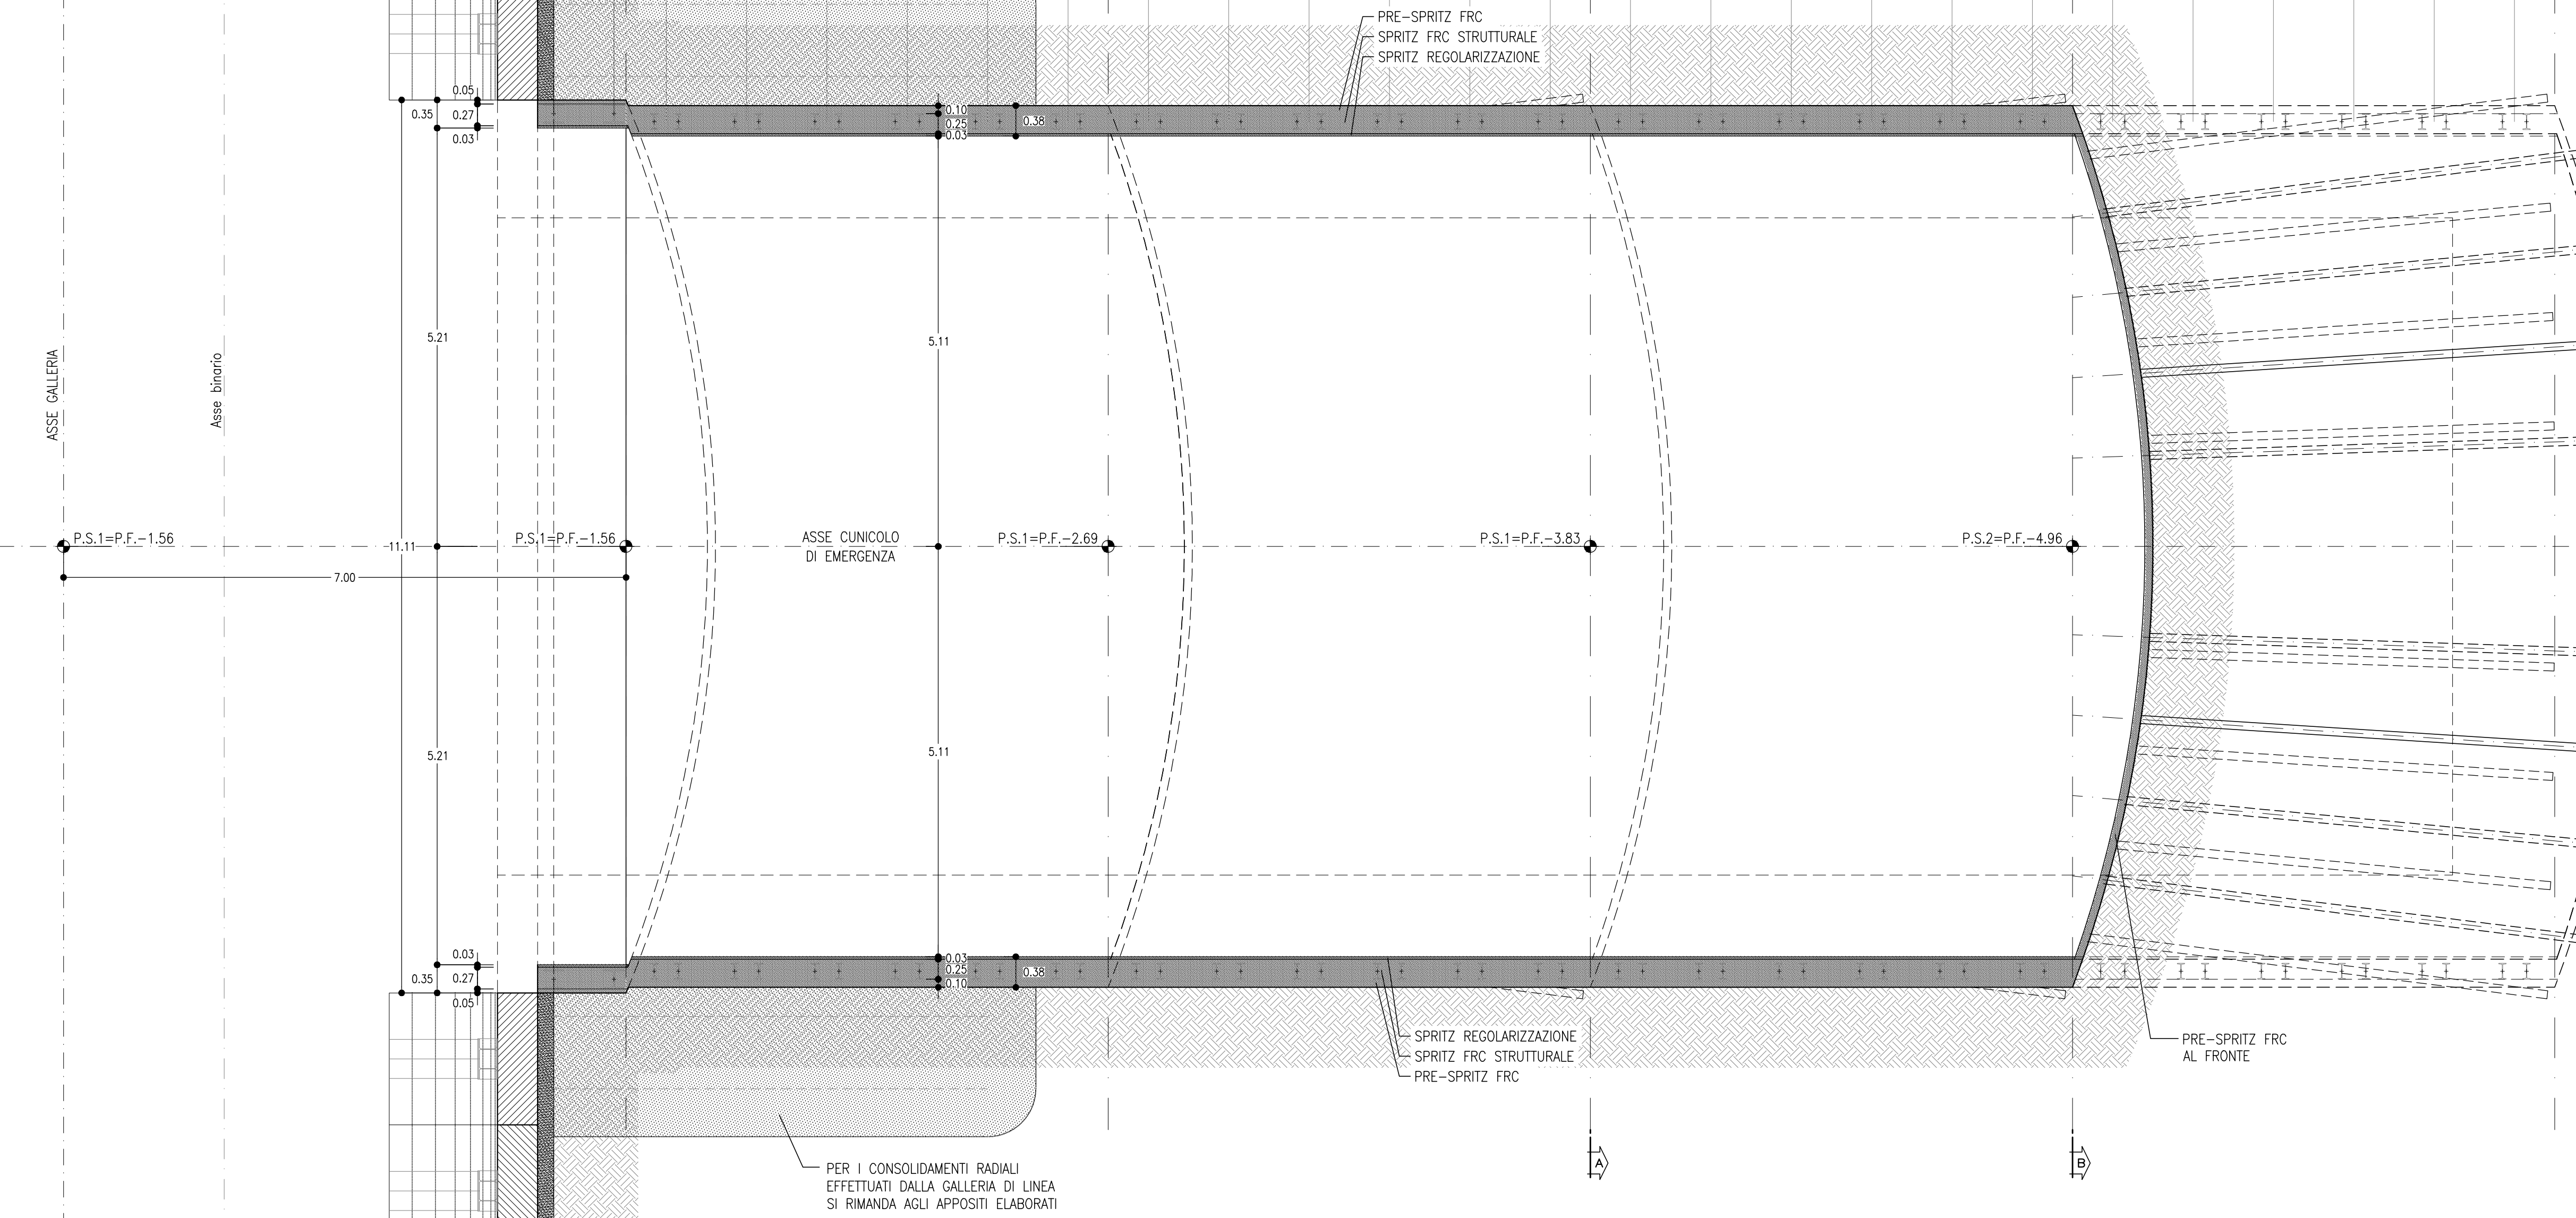 PRE-SPRITZ FRC
SPRITZ FRC STRUTTURALE
SPRITZ REGOLARIZZAZIONE
0.05
0.35
0.27
0.03
0.10
0.25
0.03
0.38
5.21
5.11
ASSE GALLERIA
Asse binario
P.S.1=P.F.-1.56
11.11
P.S.1=P.F.-1.56
ASSE CUNICOLO
DI EMERGENZA
P.S.1=P.F.-2.69
P.S.1=P.F.-3.83
P.S.2=P.F.-4.96
7.00
5.21
5.11
0.03
0.35
0.27
0.05
0.03
0.25
0.10
0.38
SPRITZ REGOLARIZZAZIONE
SPRITZ FRC STRUTTURALE
PRE-SPRITZ FRC
PRE-SPRITZ FRC
AL FRONTE
A
B
PER I CONSOLIDAMENTI RADIALI
EFFETTUATI DALLA GALLERIA DI LINEA
SI RIMANDA AGLI APPOSITI ELABORATI